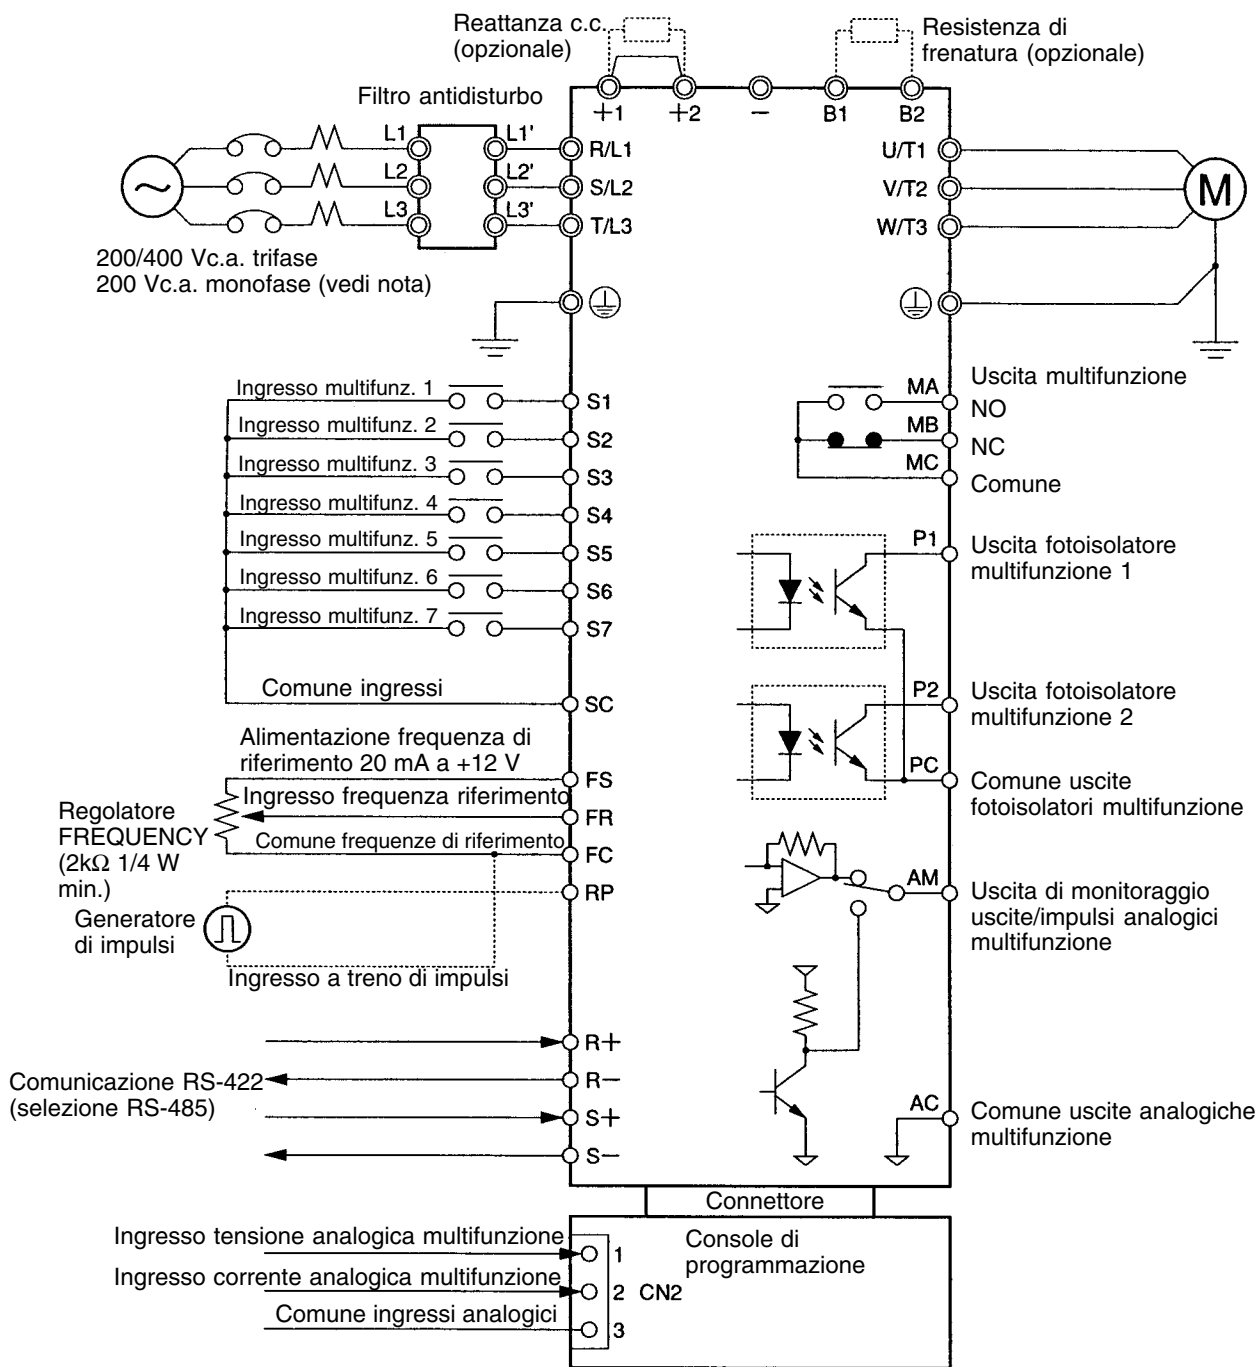 Reattanza c.c.
(opzionale)
Resistenza di
frenatura (opzionale)
Filtro antidisturbo
+1
+2
−
B1
B2
L1
L1'
R/L1
U/T1
L2
L2'
S/L2
V/T2
M
L3
L3'
T/L3
W/T3
200/400 Vc.a. trifase
200 Vc.a. monofase (vedi nota)
Ingresso multifunz. 1
S1
Ingresso multifunz. 2
S2
Ingresso multifunz. 3
S3
Ingresso multifunz. 4
S4
Ingresso multifunz. 5
S5
Ingresso multifunz. 6
S6
Ingresso multifunz. 7
S7
Comune ingressi
SC
Uscita multifunzione
MA
NO
MB
NC
MC
Comune
P1
Uscita fotoisolatore
multifunzione 1
P2
Uscita fotoisolatore
multifunzione 2
PC
Comune uscite
fotoisolatori multifunzione
Alimentazione frequenza di
riferimento 20 mA a +12 V
FS
Ingresso frequenza riferimento
FR
Comune frequenze di riferimento
FC
Regolatore
FREQUENCY
(2kΩ 1/4 W
min.)
RP
Generatore
di impulsi
Ingresso a treno di impulsi
AM
Uscita di monitoraggio
uscite/impulsi analogici
multifunzione
R+
R−
S+
S−
Comunicazione RS-422
(selezione RS-485)
AC
Comune uscite analogiche
multifunzione
Connettore
Console di
programmazione
Ingresso tensione analogica multifunzione
1
Ingresso corrente analogica multifunzione
2 CN2
Comune ingressi analogici
3